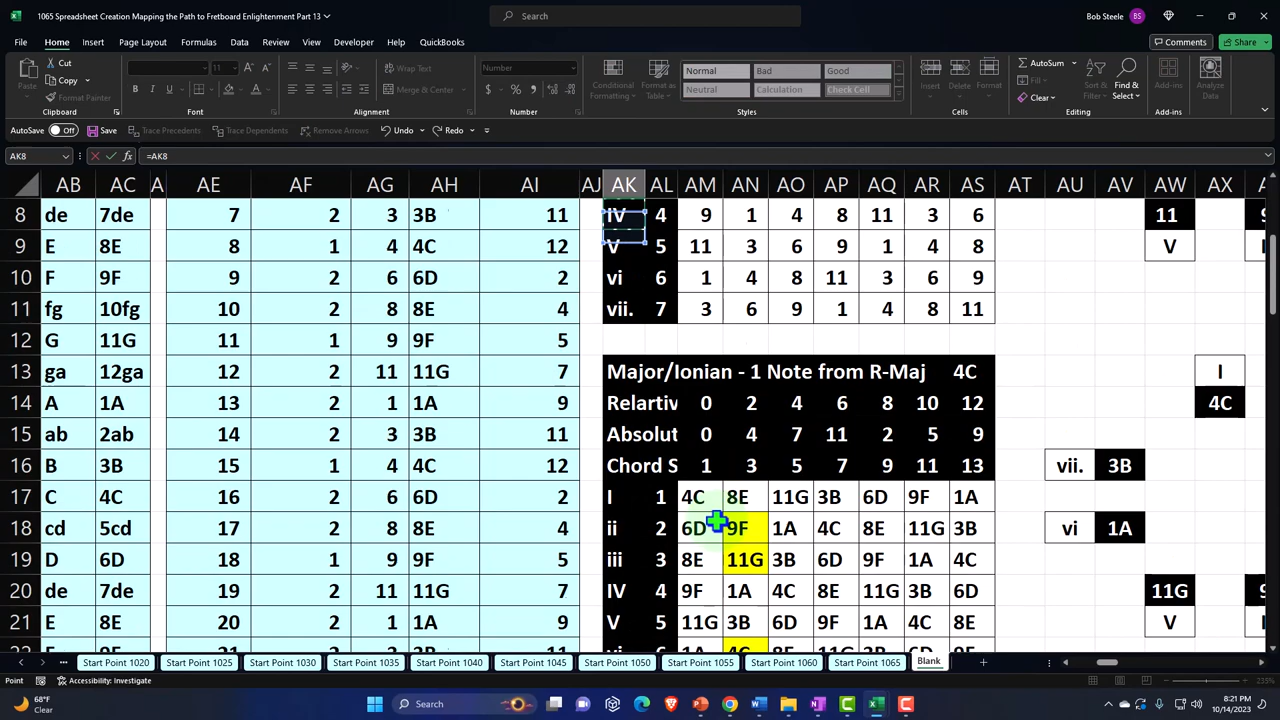 1065 Spreadsheet Creation Mapping the Path to Fretboard Enlightenment Part 13
Search
Bob Steele BS
File Home Insert Page Layout Formulas Data Review View Developer Help QuickBooks Comments Share
Paste Cut Copy Format Painter Clipboard
11 Font
Wrap Text Merge & Center Alignment
Number Number
Conditional Formatting Format as Table Normal Bad Good Neutral Calculation Check Cell Styles
Insert Delete Format Cells
AutoSum Clear Sort & Filter Find & Select Editing
Add-ins Add-ins
Analyze Data
AutoSave Off Save Trace Precedents Trace Dependents Remove Arrows Undo Redo
AK8 =AK8
AB AC A AE AF AG AH AI AJ AK AL AM AN AO AP AQ AR AS AT AU AV AW AX
8 de 7de 7 2 3 3B 11 IV 4 9 1 4 8 11 3 6 11
9 E 8E 8 1 4 4C 12 V 5 11 3 6 9 1 4 8 V
10 F 9F 9 2 6 6D 2 vi 6 1 4 8 11 3 6 9
11 fg 10fg 10 2 8 8E 4 vii. 7 3 6 9 1 4 8 11
12 G 11G 11 1 9 9F 5
13 ga 12ga 12 2 11 11G 7 Major/Ionian - 1 Note from R-Maj 4C I
14 A 1A 13 2 1 1A 9 Relartiv 0 2 4 6 8 10 12 4C
15 ab 2ab 14 2 3 3B 11 Absolut 0 4 7 11 2 5 9
16 B 3B 15 1 4 4C 12 Chord S 1 3 5 7 9 11 13 vii. 3B
17 C 4C 16 2 6 6D 2 I 1 4C 8E 11G 3B 6D 9F 1A
18 cd 5cd 17 2 8 8E 4 ii 2 6D 9F 1A 4C 8E 11G 3B vi 1A
19 D 6D 18 1 9 9F 5 iii 3 8E 11G 3B 6D 9F 1A 4C
20 de 7de 19 2 11 11G 7 IV 4 9F 1A 4C 8E 11G 3B 6D 11G
21 E 8E 20 2 1 1A 9 V 5 11G 3B 6D 9F 1A 4C 8E V
Start Point 1020 Start Point 1025 Start Point 1030 Start Point 1035 Start Point 1040 Start Point 1045 Start Point 1050 Start Point 1055 Start Point 1060 Start Point 1065 Blank
Point Accessibility: Investigate 235%
68°F
Clear
Search
8:21 PM
10/14/2023